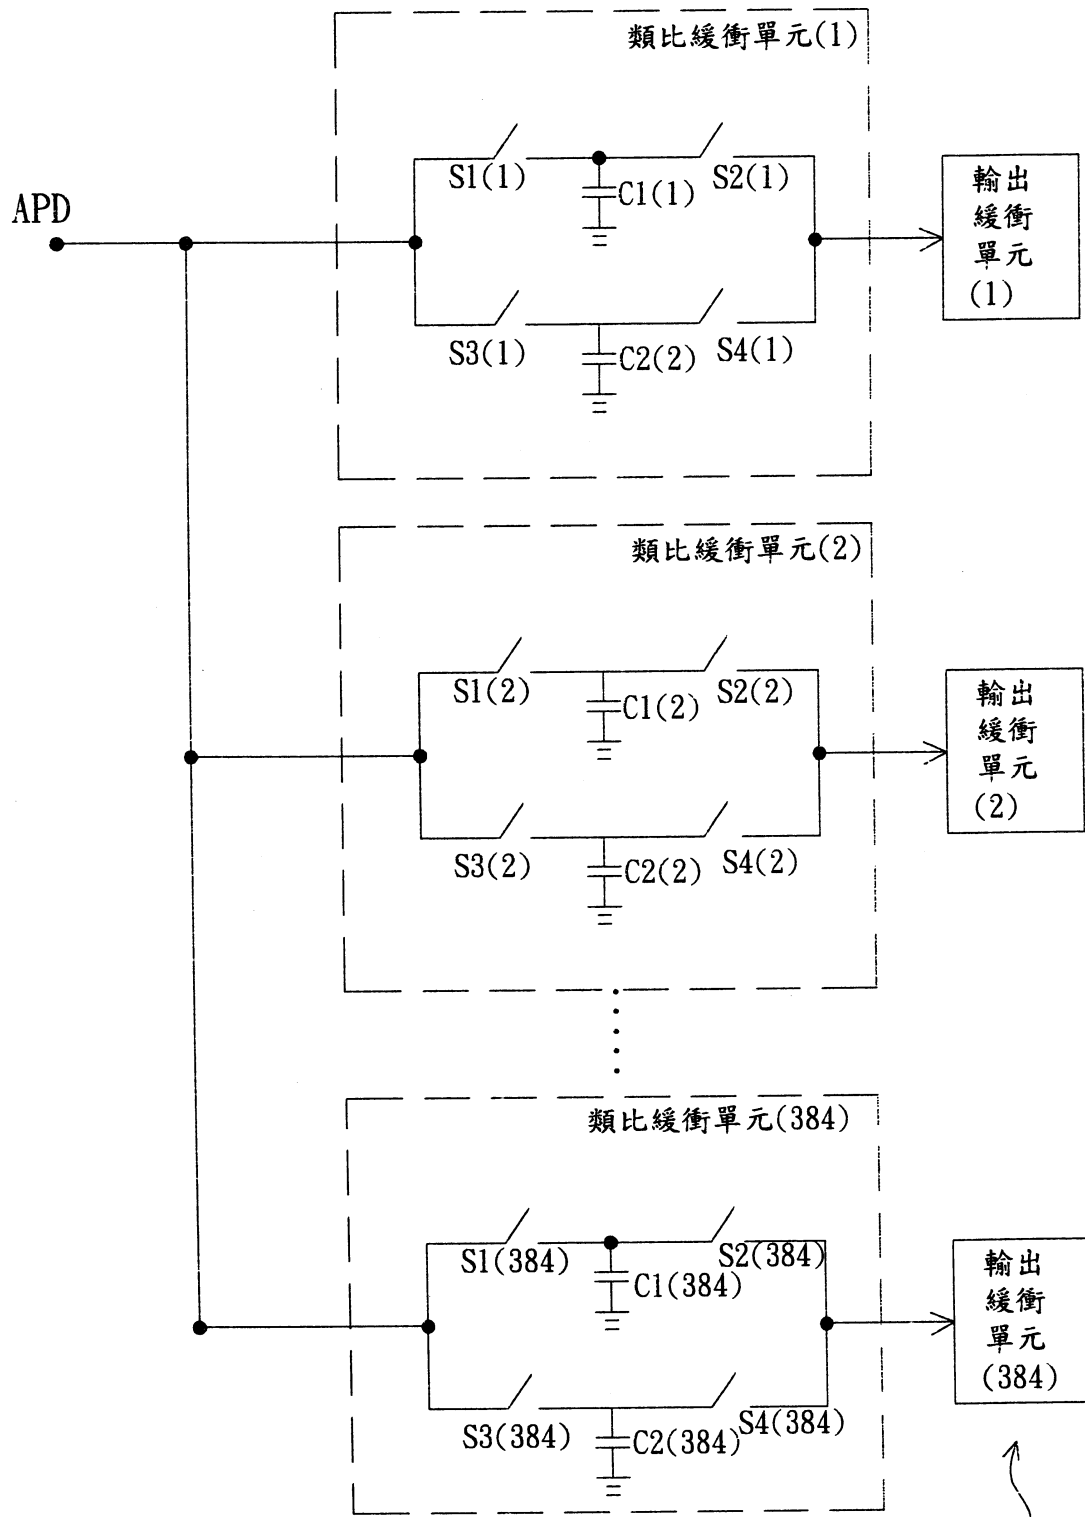 類比緩衝單元(1)
S1(1)
C1(1)
S2(1)
APD
輸出
緩衝
單元
(1)
S3(1)
C2(2)
S4(1)
類比緩衝單元(2)
S1(2)
C1(2)
S2(2)
輸出
緩衝
單元
(2)
S3(2)
C2(2)
S4(2)
類比緩衝單元(384)
S1(384)
C1(384)
S2(384)
輸出
緩衝
單元
(384)
S3(384)
C2(384)
S4(384)